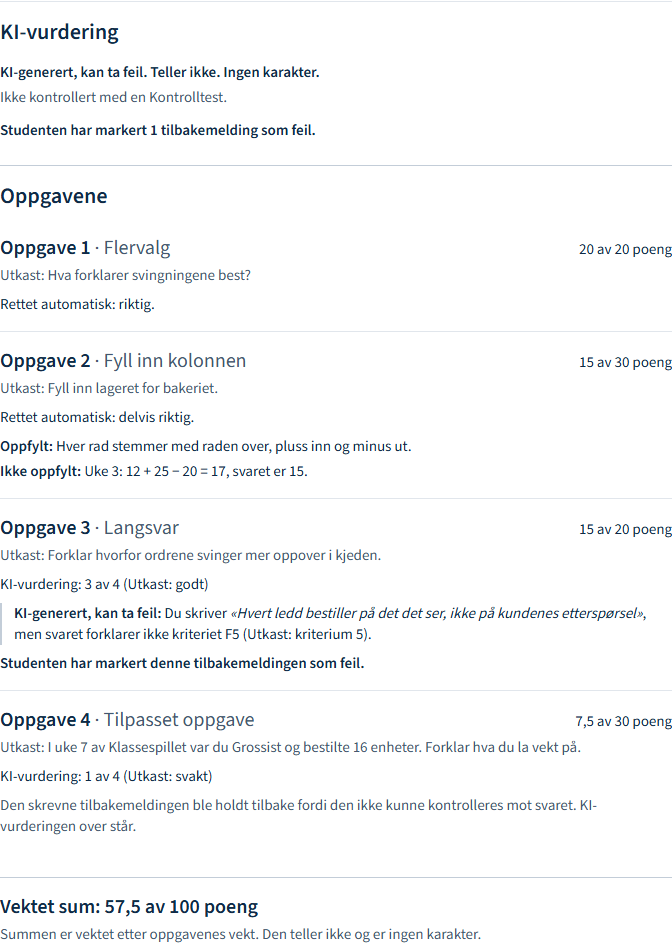 KI-vurdering
KI-generert, kan ta feil. Teller ikke. Ingen karakter.
Ikke kontrollert med en Kontrolltest.
Studenten har markert 1 tilbakemelding som feil.
Oppgavene
Oppgave 1 · Flervalg 20 av 20 poeng
Utkast: Hva forklarer svingningene best?
Rettet automatisk: riktig.
Oppgave 2 · Fyll inn kolonnen 15 av 30 poeng
Utkast: Fyll inn lageret for bakeriet.
Rettet automatisk: delvis riktig.
Oppfylt: Hver rad stemmer med raden over, pluss inn og minus ut.
Ikke oppfylt: Uke 3: 12 + 25 − 20 = 17, svaret er 15.
Oppgave 3 · Langsvar 15 av 20 poeng
Utkast: Forklar hvorfor ordrene svinger mer oppover i kjeden.
KI-vurdering: 3 av 4 (Utkast: godt)
KI-generert, kan ta feil: Du skriver «Hvert ledd bestiller på det det ser, ikke på kundenes etterspørsel»,
men svaret forklarer ikke kriteriet F5 (Utkast: kriterium 5).
Studenten har markert denne tilbakemeldingen som feil.
Oppgave 4 · Tilpasset oppgave 7,5 av 30 poeng
Utkast: I uke 7 av Klassespillet var du Grossist og bestilte 16 enheter. Forklar hva du la vekt på.
KI-vurdering: 1 av 4 (Utkast: svakt)
Den skrevne tilbakemeldingen ble holdt tilbake fordi den ikke kunne kontrolleres mot svaret. KI-
vurderingen over står.
Vektet sum: 57,5 av 100 poeng
Summen er vektet etter oppgavenes vekt. Den teller ikke og er ingen karakter.